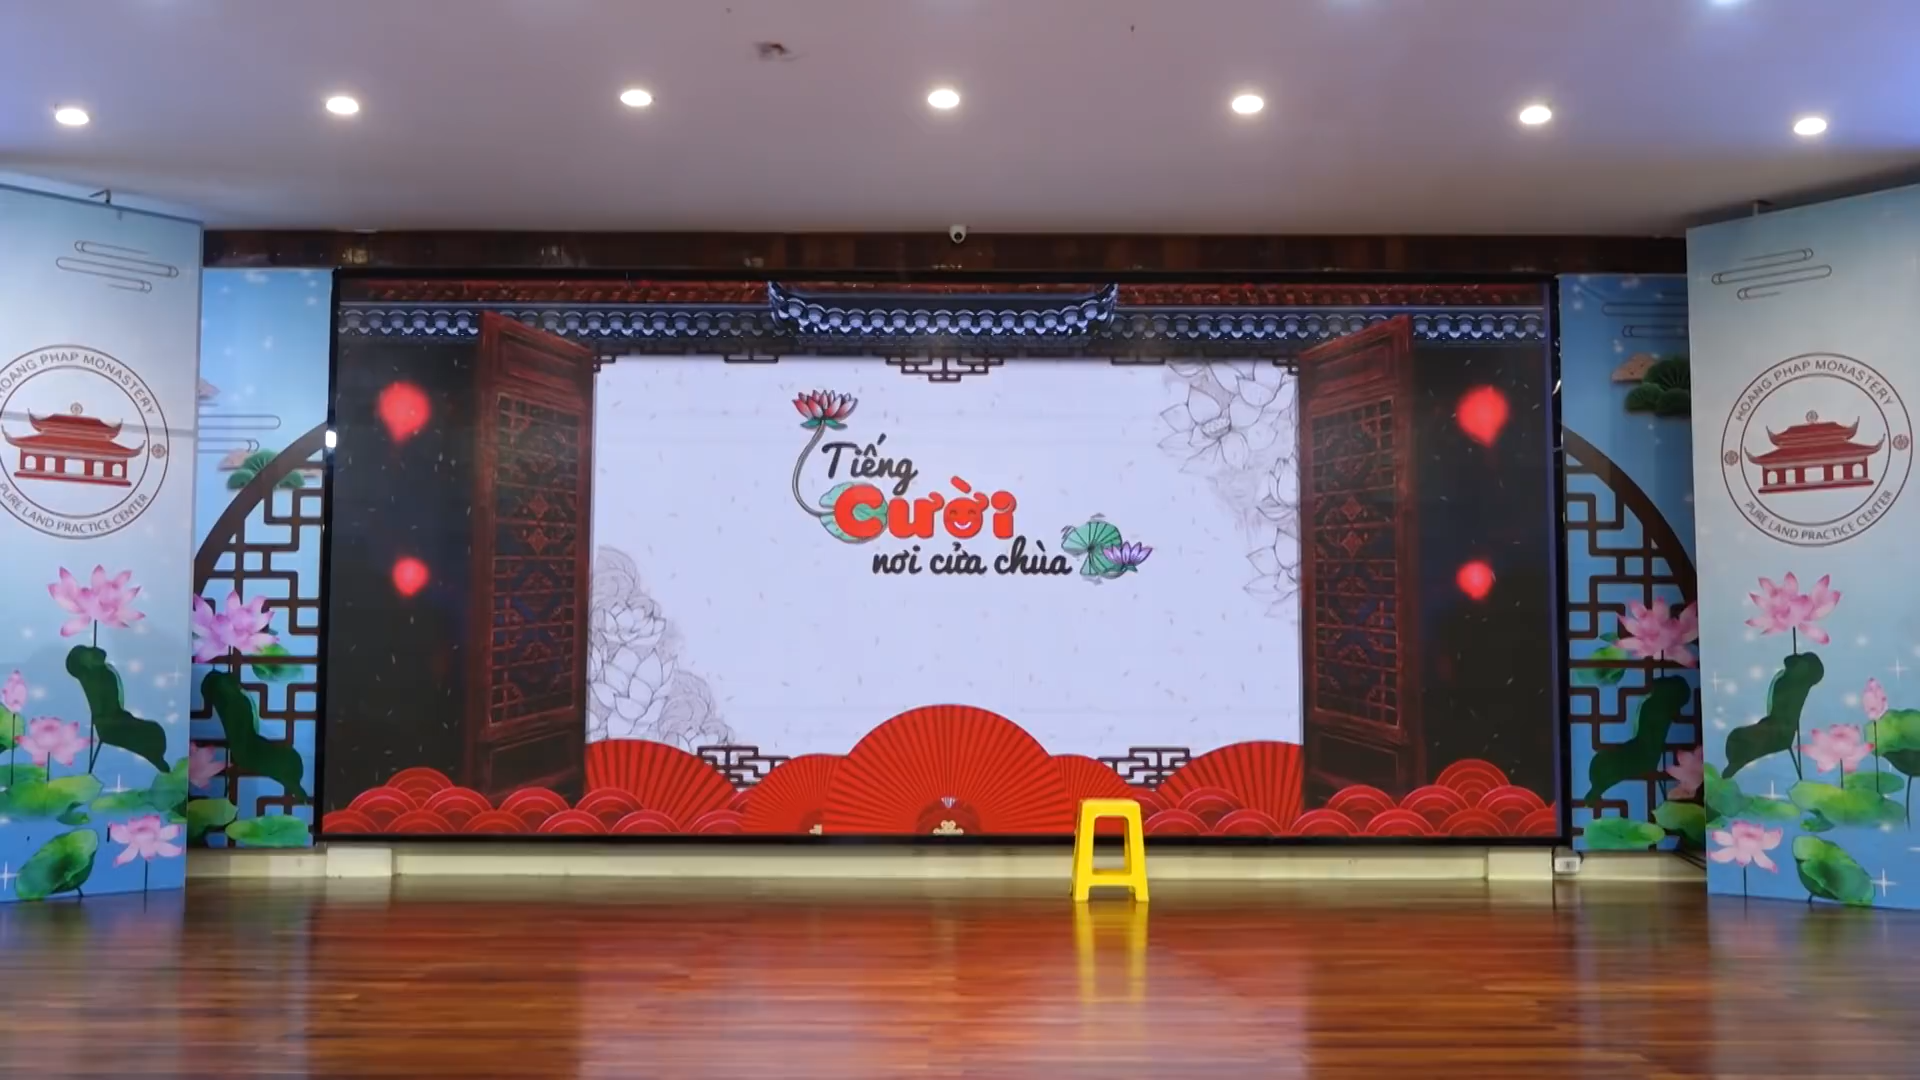 HOANG PHAP MONASTERY
PURE LAND PRACTICE CENTER
Tiếng
Cười
nơi cửa chùa
HOANG PHAP MONASTERY
PURE LAND PRACTICE CENTER